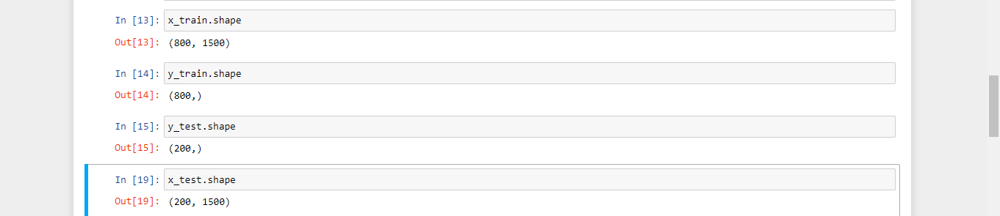 In [13]: x_train.shape
Out[13]: (800, 1500)
In [14]: y_train.shape
Out[14]: (800,)
In [15]: y_test.shape
Out[15]: (200,)
In [19]: x_test.shape
Out[19]: (200, 1500)